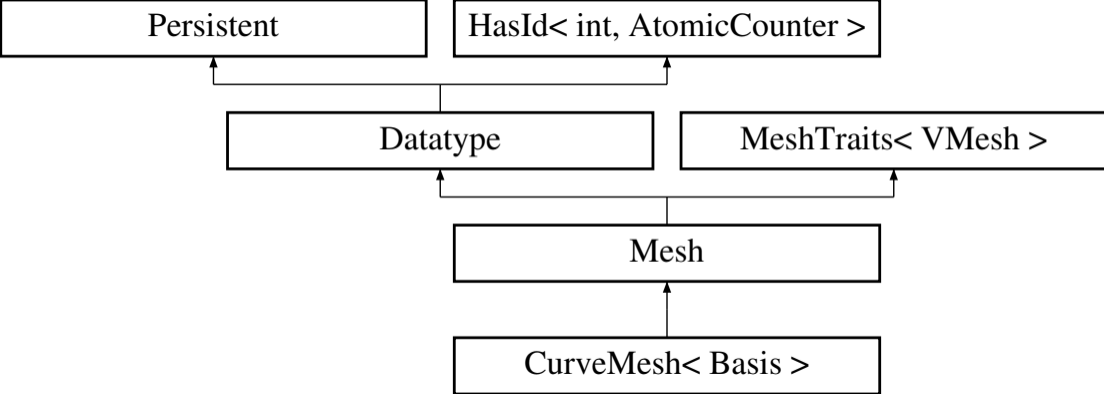 Persistent
HasId< int, AtomicCounter >
Datatype
MeshTraits< VMesh >
Mesh
CurveMesh< Basis >